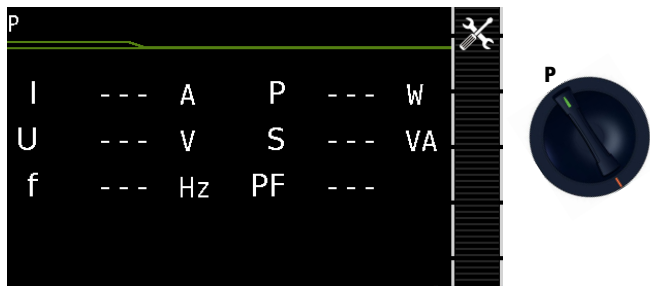 P
P
I --- A P --- W
U --- V S --- VA
f --- Hz PF ---